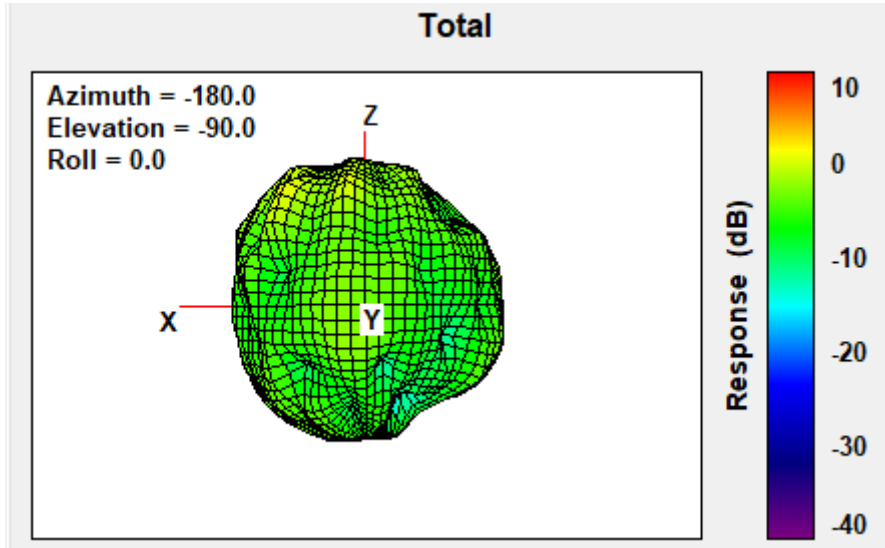 Total
Azimuth = -180.0
Elevation = -90.0
Roll = 0.0
Z
X
Y
10
0
-10
-20
-30
-40
Response (dB)